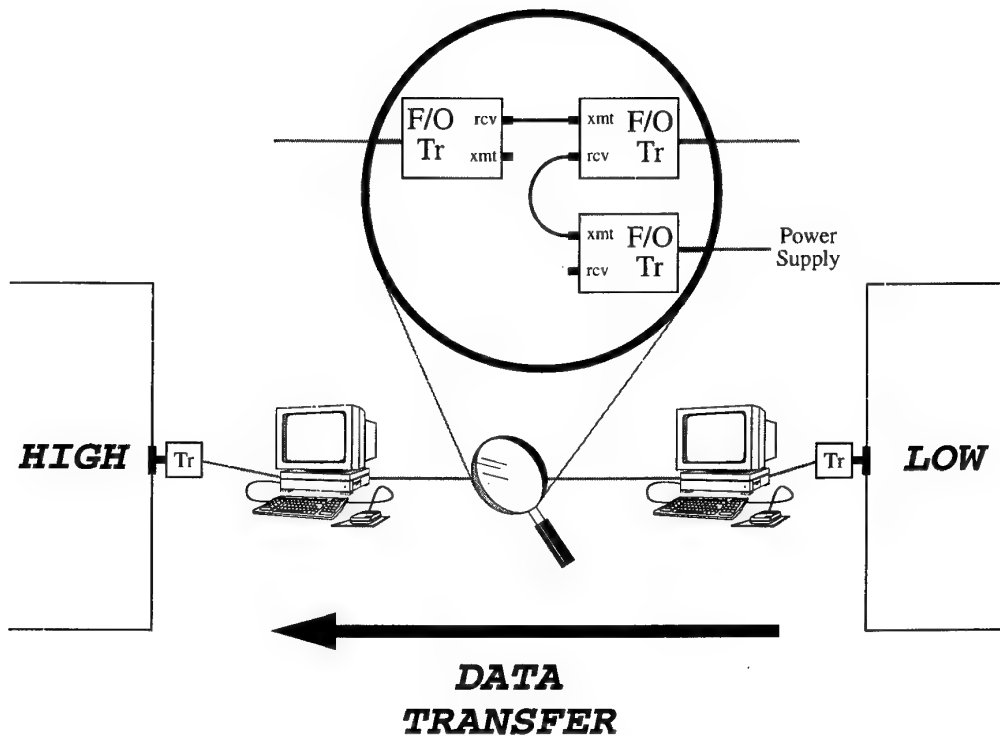 F/O
Tr
rcv
xmt
xmt
rcv
F/O
Tr
xmt
rcv
F/O
Tr
Power
Supply
HIGH
Tr
Tr
LOW
DATA
TRANSFER